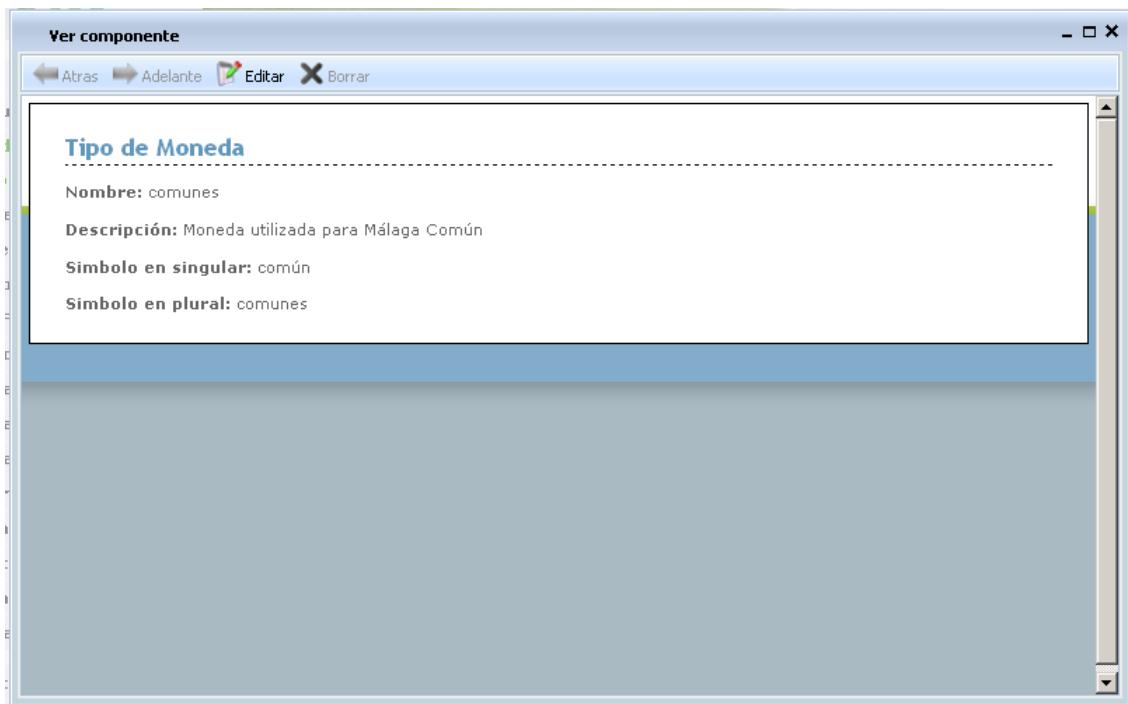 Ver componente
Atras Adelante Editar Borrar
Tipo de Moneda
Nombre: comunes
Descripción: Moneda utilizada para Málaga Común
Simbolo en singular: común
Simbolo en plural: comunes